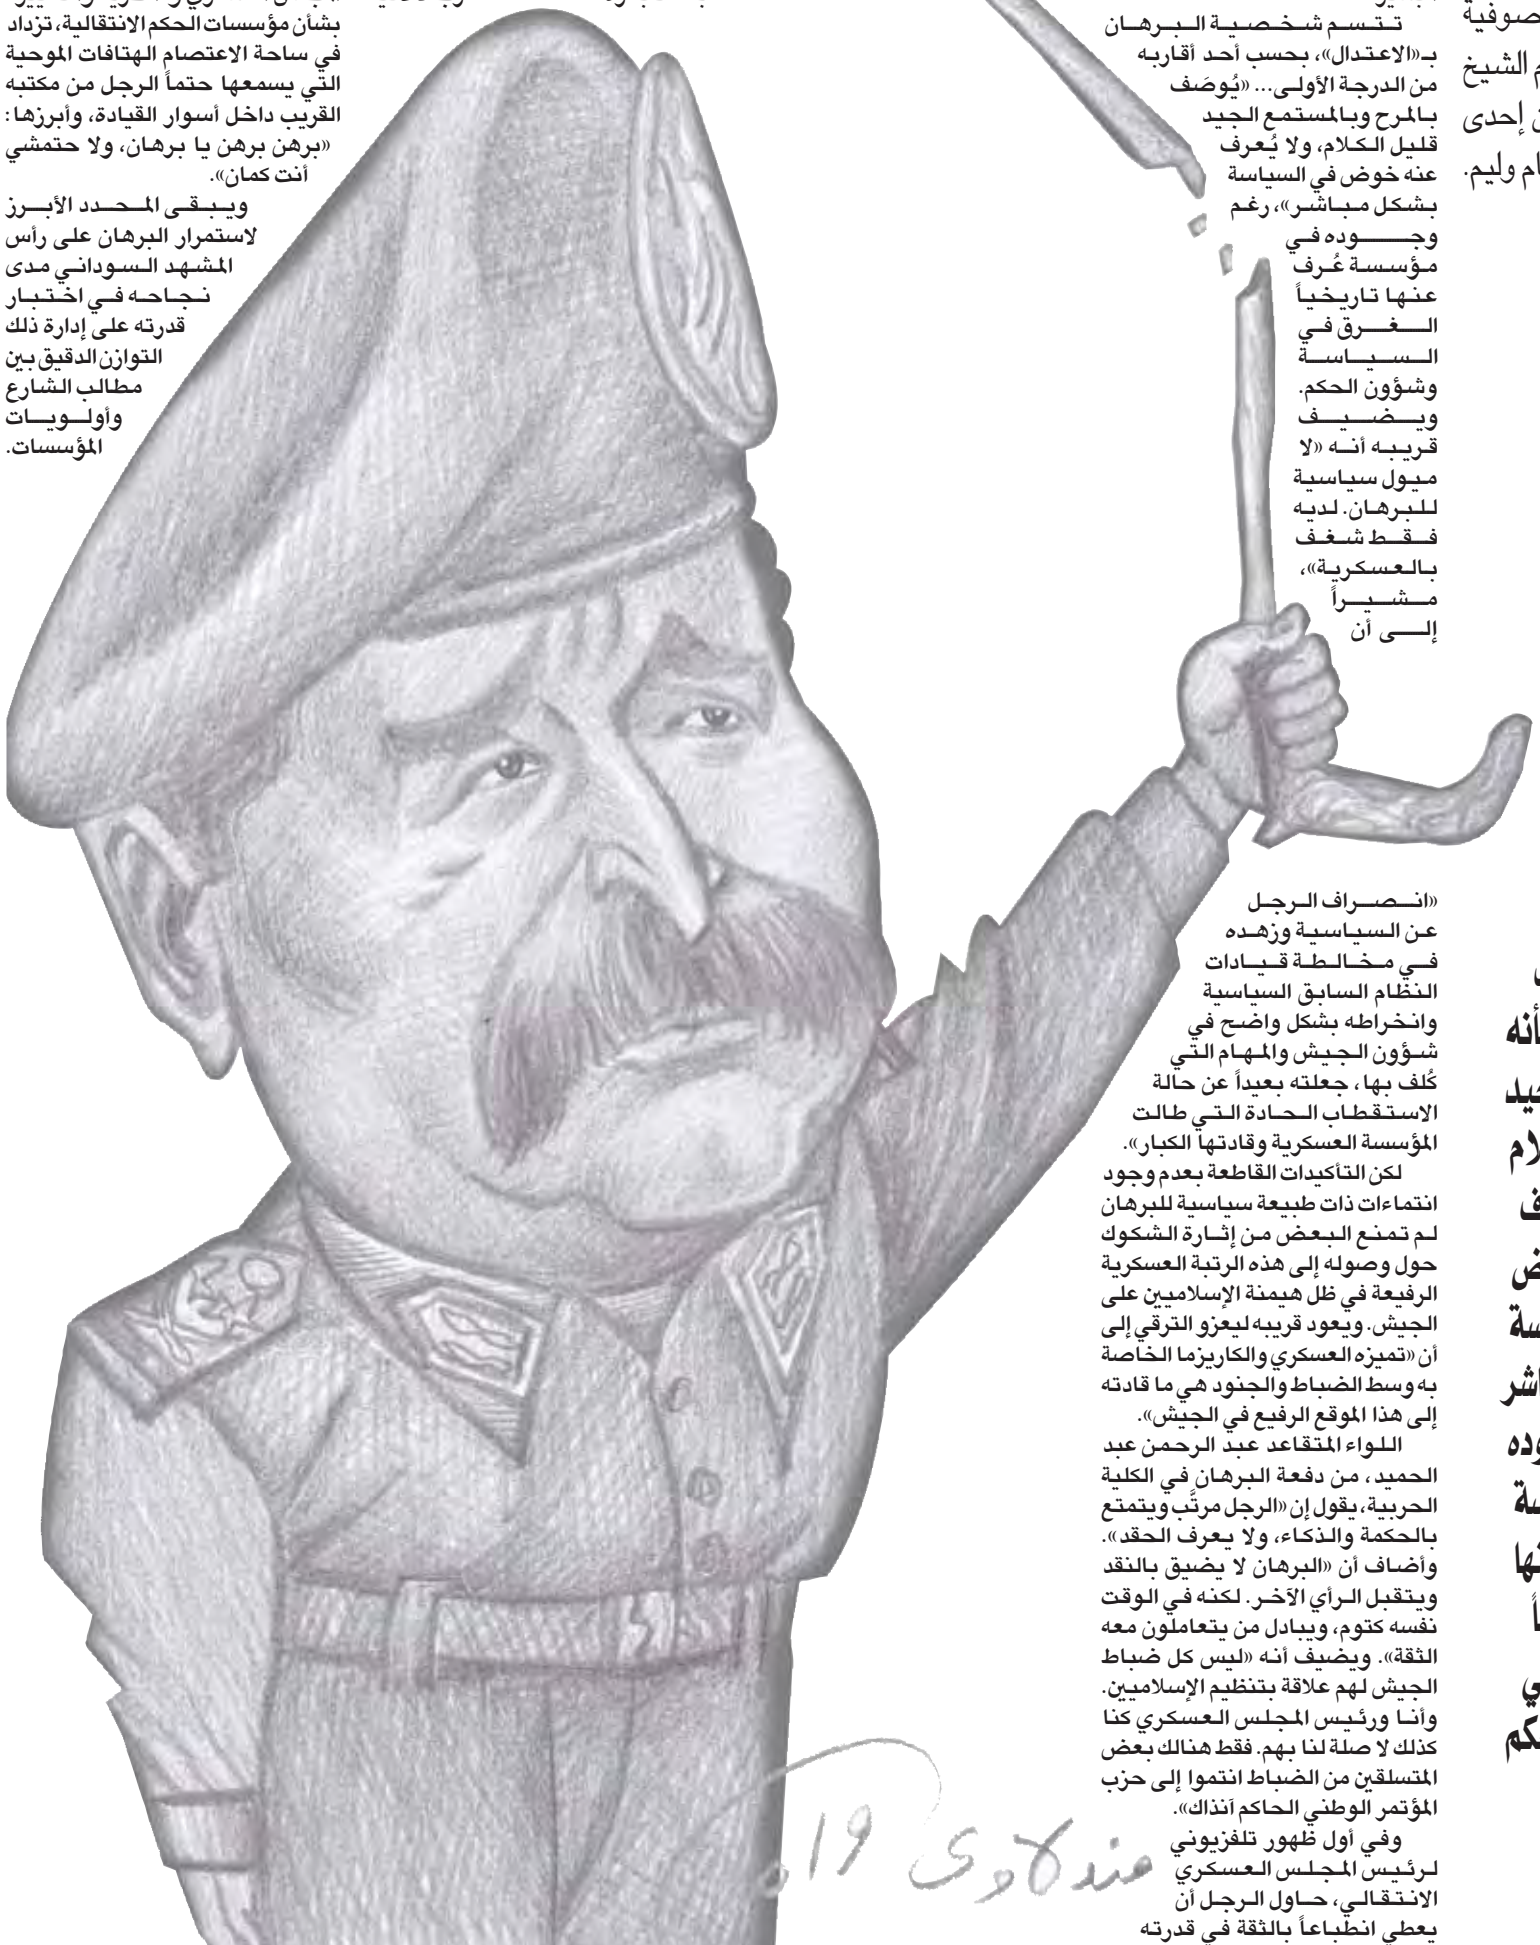 صوفية
الشيخ
إحدى
وليم.
تتسم شخصية البرهان
بـ«الاعتدال»، بحسب أحد أقاربه
من الدرجة الأولى... «يُوصَف
بالمرح وبالمستمع الجيد
قليل الكلام، ولا يُعرف
عنه خوض في السياسة
بشكل مباشر»، رغم
وجوده في
مؤسسة عُرف
عنها تاريخياً
الغرق في
السياسة
وشؤون الحكم.
ويضيف
قريبه أنه «لا
ميول سياسية
للبرهان. لديه
فقط شغف
بالعسكرية»،
مشيراً
إلى أن
«انصراف الرجل
عن السياسية وزهده
في مخالطة قيادات
النظام السابق السياسية
وانخراطه بشكل واضح في
شؤون الجيش والمهام التي
كُلف بها، جعلته بعيداً عن حالة
الاستقطاب الحادة التي طالت
المؤسسة العسكرية وقادتها الكبار».
لكن التأكيدات القاطعة بعدم وجود
انتماءات ذات طبيعة سياسية للبرهان
لم تمنع البعض من إثارة الشكوك
حول وصوله إلى هذه الرتبة العسكرية
الرفيعة في ظل هيمنة الإسلاميين على
الجيش. ويعود قريبه ليعزو الترقي إلى
أن «تميزه العسكري والكاريزما الخاصة
به وسط الضباط والجنود هي ما قادته
إلى هذا الموقع الرفيع في الجيش».
اللواء المتقاعد عبد الرحمن عبد
الحميد، من دفعة البرهان في الكلية
الحربية، يقول إن «الرجل مرتَّب ويتمتع
بالحكمة والذكاء، ولا يعرف الحقد».
وأضاف أن «البرهان لا يضيق بالنقد
ويتقبل الرأي الآخر. لكنه في الوقت
نفسه كتوم، ويبادل من يتعاملون معه
الثقة». ويضيف أنه «ليس كل ضباط
الجيش لهم علاقة بتنظيم الإسلاميين.
وأنا ورئيس المجلس العسكري كنا
كذلك لا صلة لنا بهم. فقط هنالك بعض
المتسلقين من الضباط انتموا إلى حزب
المؤتمر الوطني الحاكم آنذاك».
وفي أول ظهور تلفزيوني
لرئيس المجلس العسكري
الانتقالي، حاول الرجل أن
يعطي انطباعاً بالثقة في قدرته
بشأن مؤسسات الحكم الانتقالية، تزداد
في ساحة الاعتصام الهتافات الموحية
التي يسمعها حتماً الرجل من مكتبه
القريب داخل أسوار القيادة، وأبرزها:
«برهن برهن يا برهان، ولا حتمشي
أنت كمان».
ويبقى المحدد الأبرز
لاستمرار البرهان على رأس
المشهد السوداني مدى
نجاحه في اختبار
قدرته على إدارة ذلك
التوازن الدقيق بين
مطالب الشارع
وأولويات
المؤسسات.